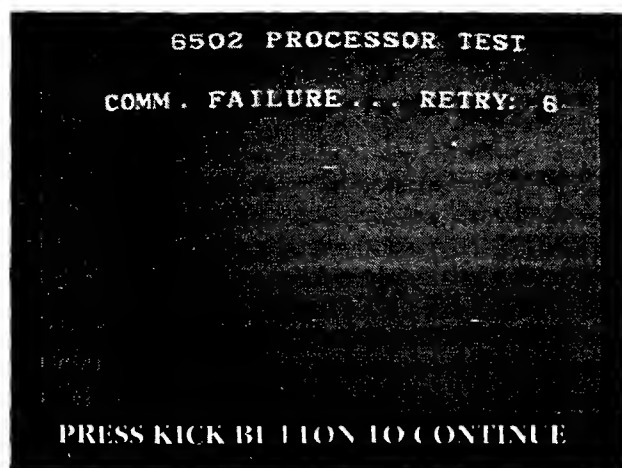 6502 PROCESSOR TEST
COMM. FAILURE... RETRY: 6
PRESS KICK BUTTON TO CONTINUE